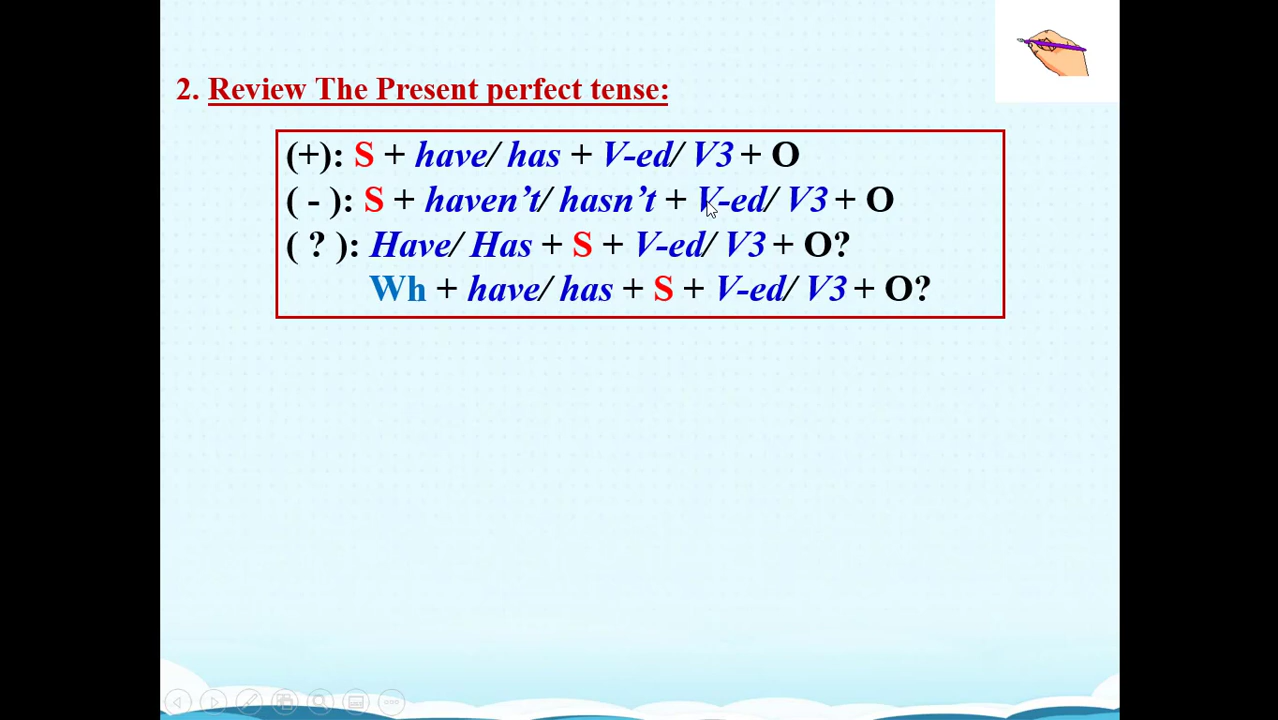 2. Review The Present perfect tense:
(+): S + have/ has + V-ed/ V3 + O
( - ): S + haven’t/ hasn’t + V-ed/ V3 + O
( ? ): Have/ Has + S + V-ed/ V3 + O?
Wh + have/ has + S + V-ed/ V3 + O?